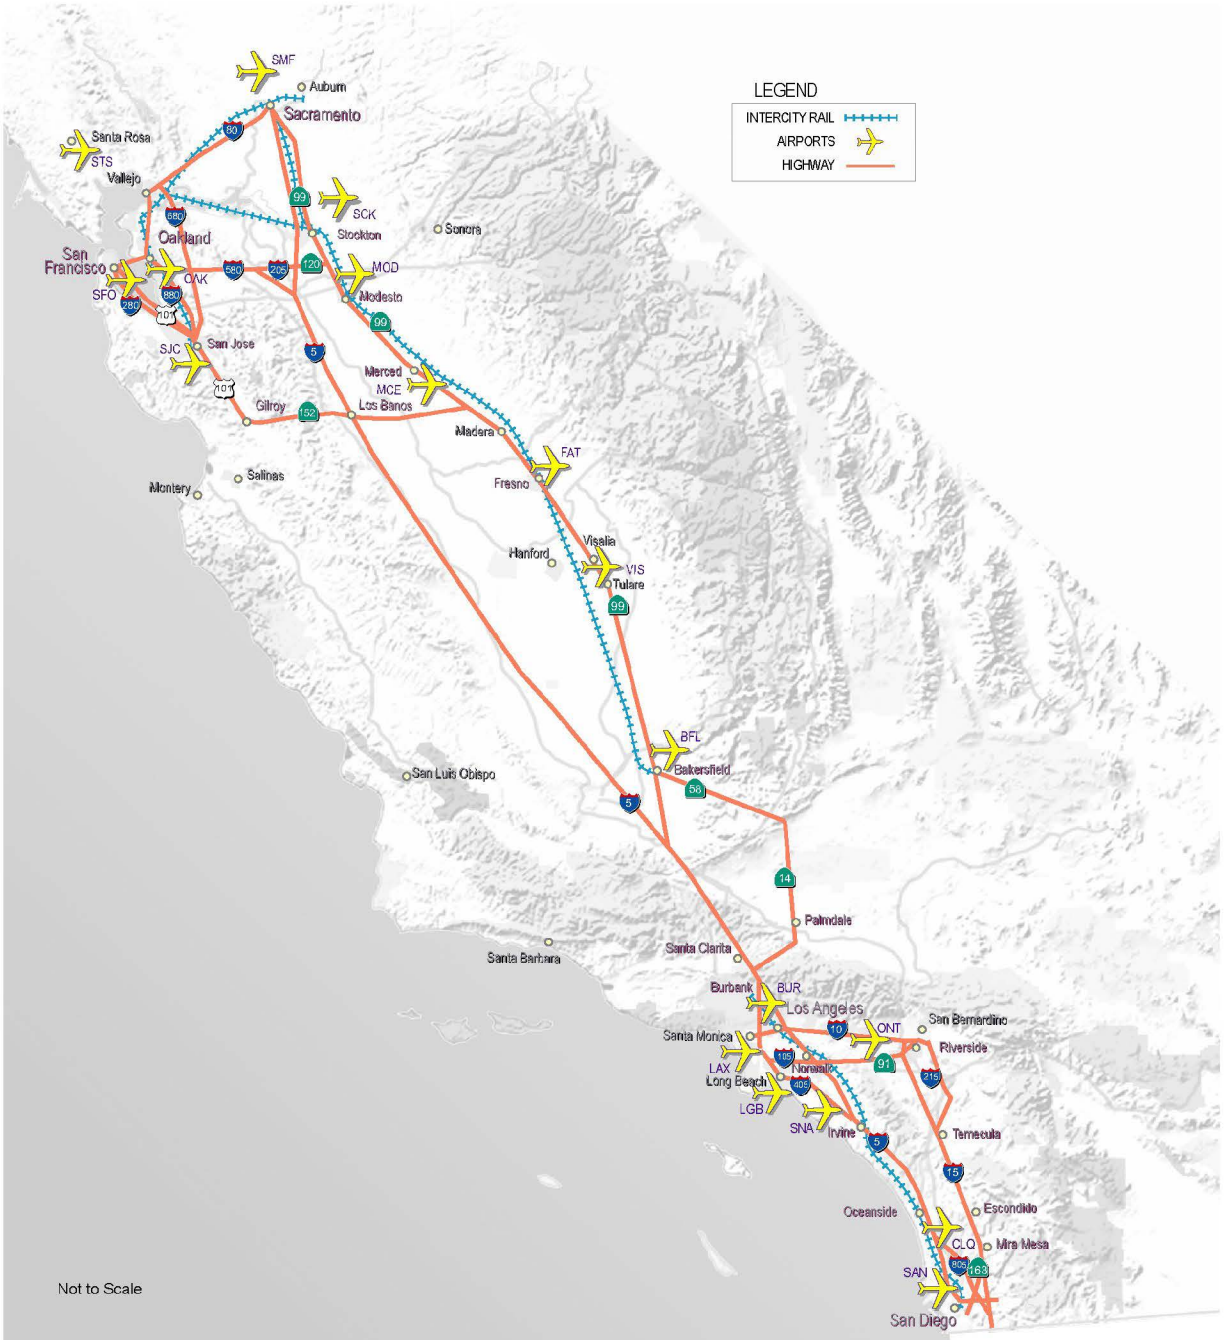 SMF
Auburn
Sacramento
LEGEND
INTERCITY RAIL
AIRPORTS
HIGHWAY
80
Santa Rosa
STS
Vallejo
99
SCK
680
Stockton
Sonora
Oakland
San
Francisco
OAK
580
205
120
MOD
SFO
280
880
101
Modesto
99
SJC
San Jose
5
Merced
MCE
101
Gilroy
152
Los Banos
Madera
FAT
Fresno
Salinas
Montery
Visalia
Hanford
VIS
Tulare
99
BFL
Bakersfield
San Luis Obispo
58
5
14
Palmdale
Santa Clarita
Santa Barbara
Burbank
BUR
Los Angeles
San Bernardino
Santa Monica
10
ONT
Riverside
LAX
105
Norwalk
91
215
Long Beach
405
LGB
SNA
Irvine
5
Temecula
15
Oceanside
Escondido
CLQ
Mira Mesa
805
163
SAN
San Diego
Not to Scale